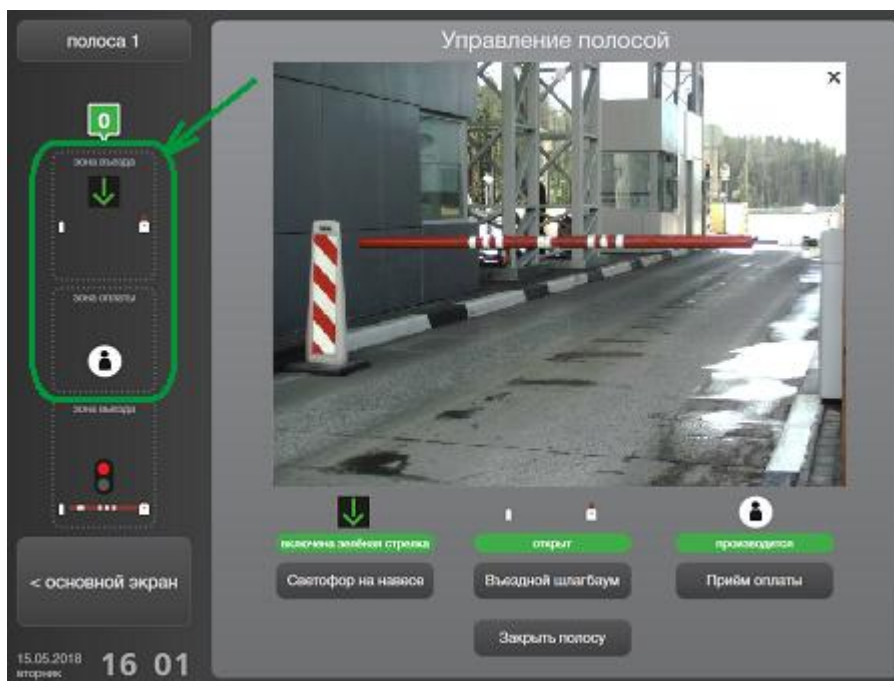 полоса 1
0
зона въезда
зона оплаты
зона выезда
< основной экран
15.05.2018
вторник
16 01
Управление полосой
×
включена зелёная стрелка
открыт
производится
Светофор на навесе
Въездной шлагбаум
Приём оплаты
Закрыть полосу